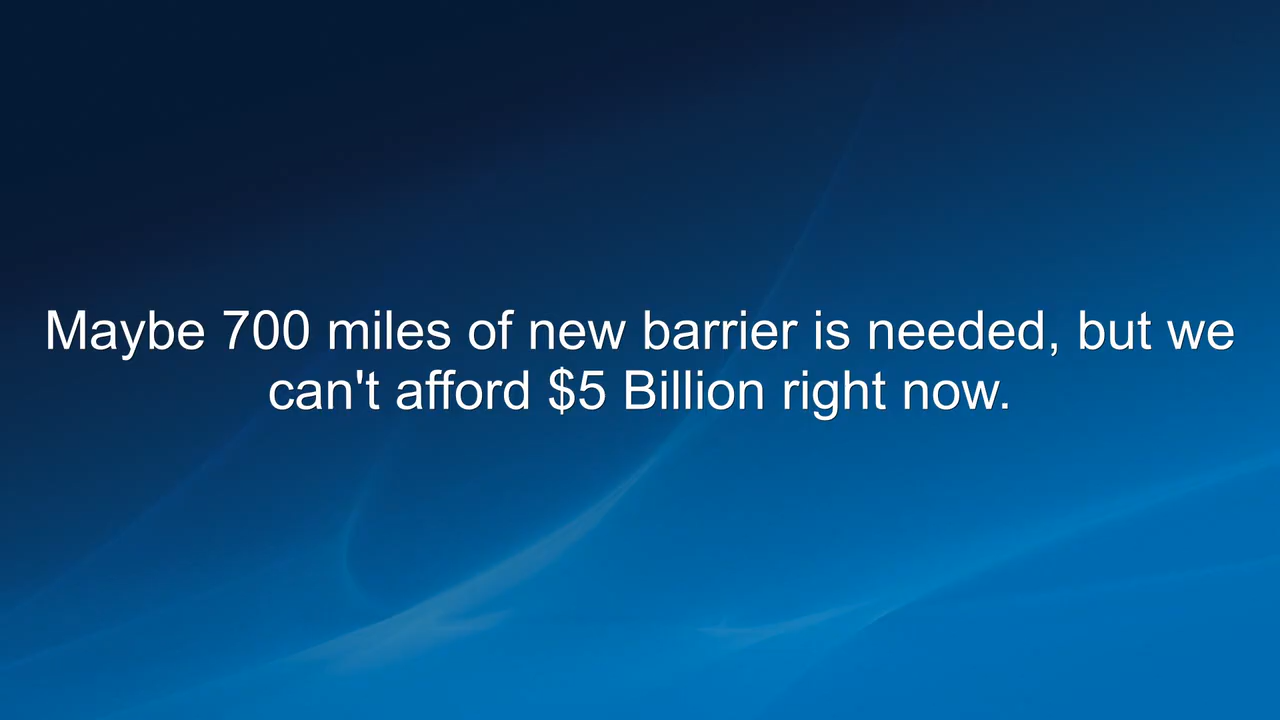 Maybe 700 miles of new barrier is needed, but we
can't afford $5 Billion right now.